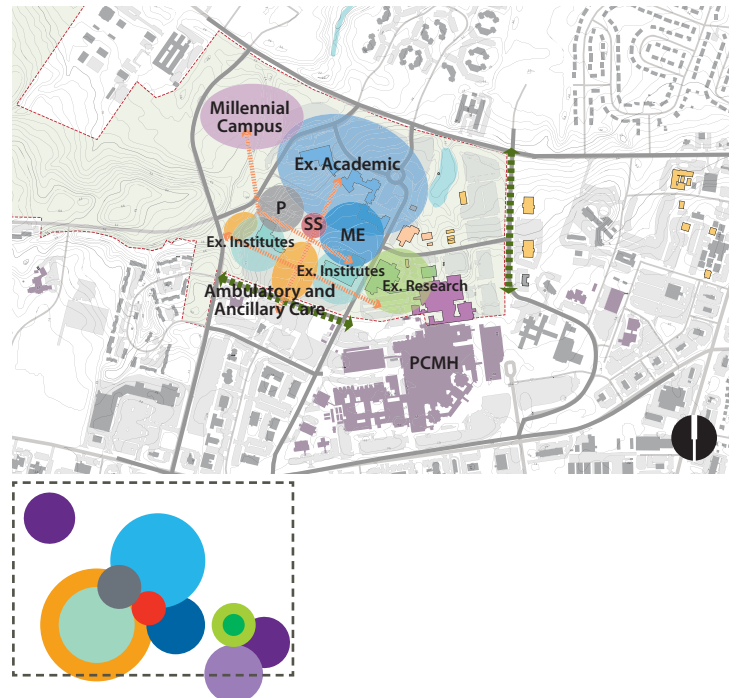 Millennial
Campus
Ex. Academic
P
SS
ME
Ex. Institutes
Ex. Institutes
Ex. Research
Ambulatory and
Ancillary Care
PCMH